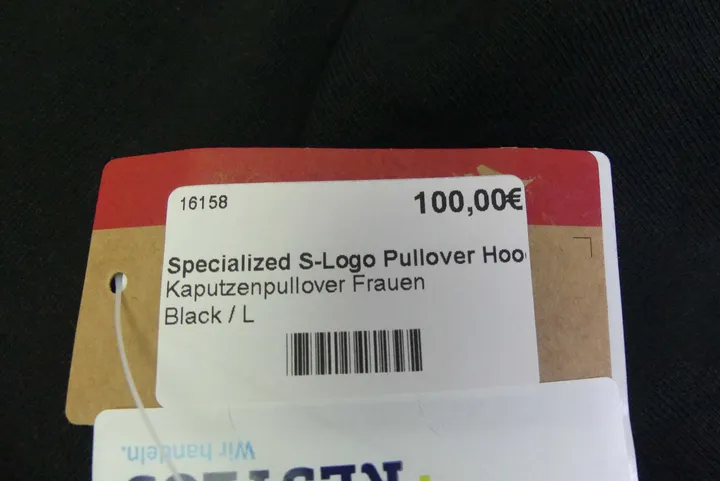 16158
100,00€
Specialized S-Logo Pullover Hoo
Kaputzenpullover Frauen
Black / L
Wir handeln.